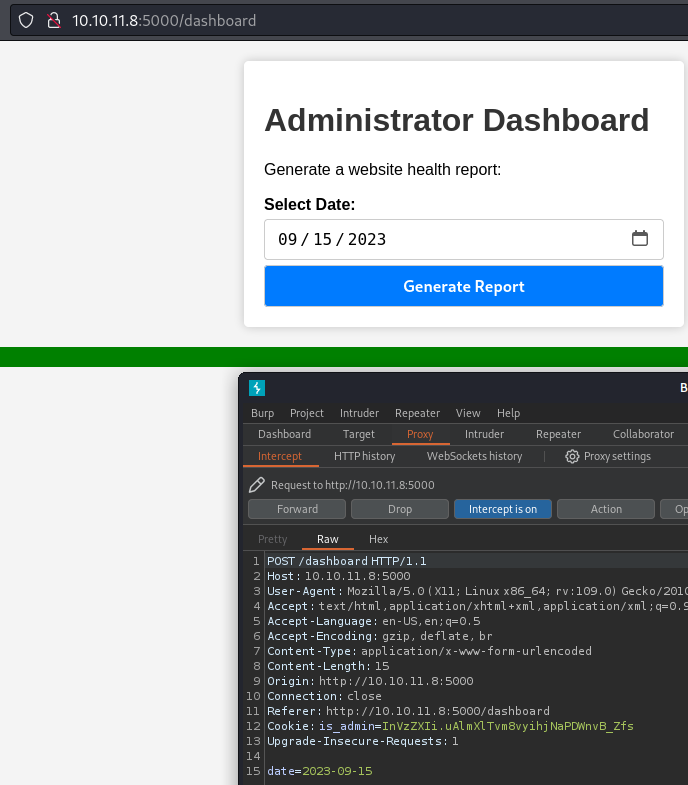 10.10.11.8:5000/dashboard
Administrator Dashboard
Generate a website health report:
Select Date:
09/15/2023
Generate Report
B
Burp Project Intruder Repeater View Help
Dashboard Target Proxy Intruder Repeater Collaborator
Intercept HTTP history WebSockets history Proxy settings
Request to http://10.10.11.8:5000
Forward Drop Intercept is on Action Op
Pretty Raw Hex
1 POST /dashboard HTTP/1.1
2 Host: 10.10.11.8:5000
3 User-Agent: Mozilla/5.0 (X11; Linux x86_64; rv:109.0) Gecko/2010
4 Accept: text/html,application/xhtml+xml,application/xml;q=0.9
5 Accept-Language: en-US,en;q=0.5
6 Accept-Encoding: gzip, deflate, br
7 Content-Type: application/x-www-form-urlencoded
8 Content-Length: 15
9 Origin: http://10.10.11.8:5000
10 Connection: close
11 Referer: http://10.10.11.8:5000/dashboard
12 Cookie: is_admin=InVzZXIi.uAlmXlTvm8vyihjNaPDWnvB_Zfs
13 Upgrade-Insecure-Requests: 1
14
15 date=2023-09-15